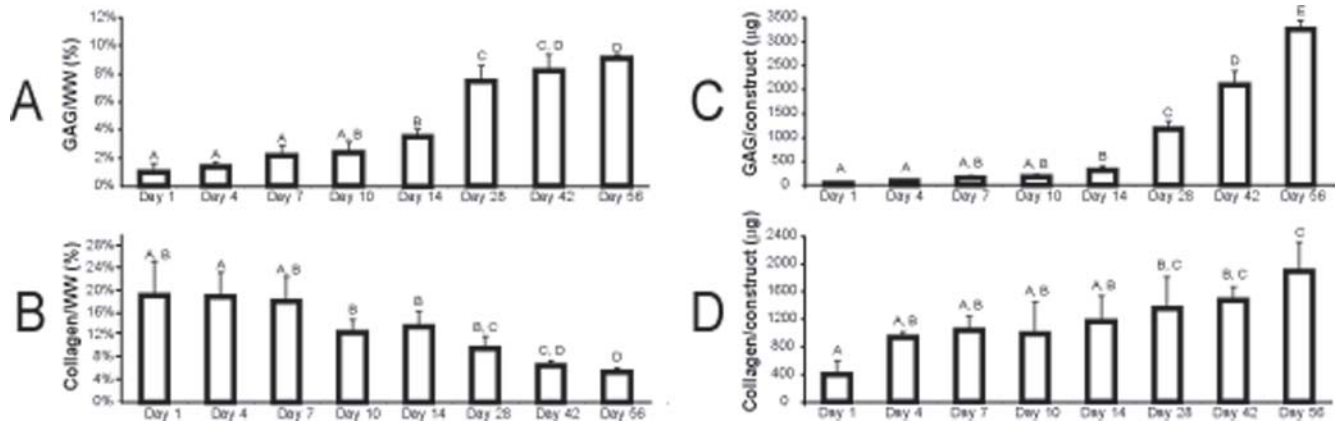 A
GAG/WW (%)
12%
10%
8%
6%
4%
2%
0%
A
A
A
A, B
B
C
C, D
D
Day 1
Day 4
Day 7
Day 10
Day 14
Day 28
Day 42
Day 56
C
GAG/construct (µg)
3500
3000
2500
2000
1500
1000
500
0
A
A
A, B
A, B
B
C
D
E
Day 1
Day 4
Day 7
Day 10
Day 14
Day 28
Day 42
Day 56
B
Collagen/WW (%)
28%
24%
20%
16%
12%
8%
4%
0%
A, B
A
A, B
B
B
B, C
C, D
D
Day 1
Day 4
Day 7
Day 10
Day 14
Day 28
Day 42
Day 56
D
Collagen/construct (µg)
2400
2000
1600
1200
800
400
0
A
A, B
A, B
A, B
A, B
B, C
B, C
C
Day 1
Day 4
Day 7
Day 10
Day 14
Day 28
Day 42
Day 56